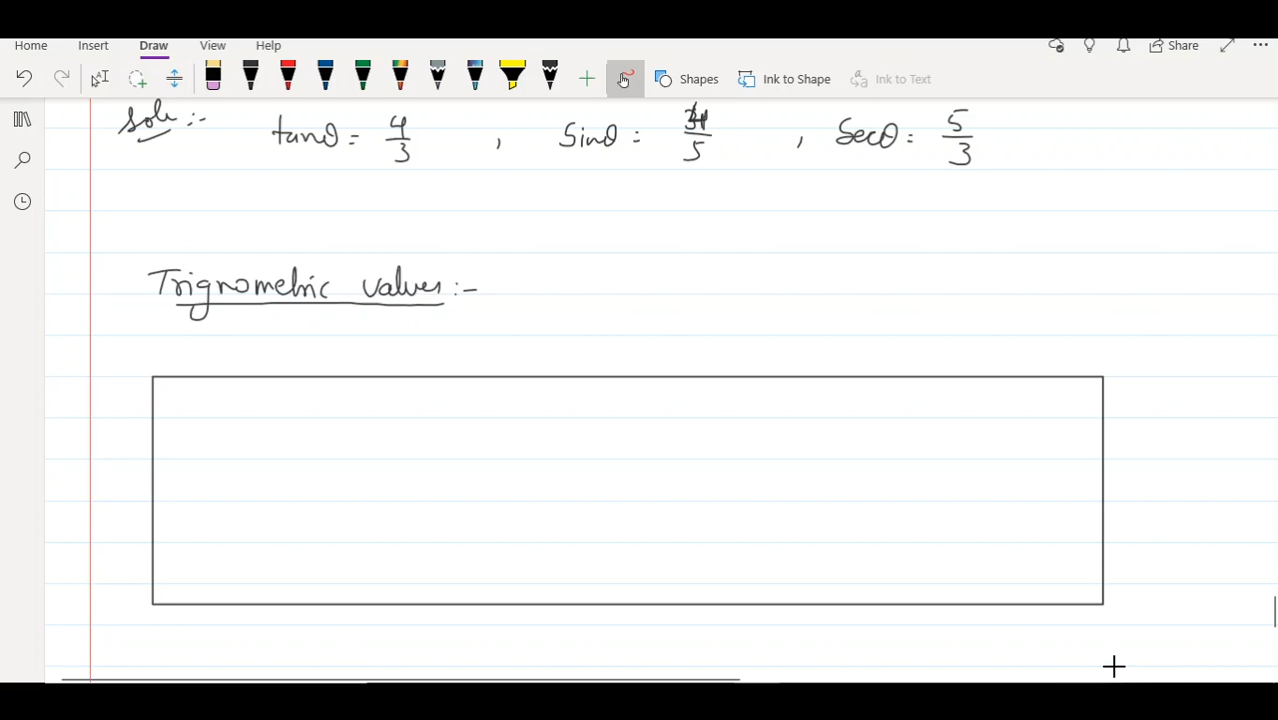 Home Insert Draw View Help Share
Shapes Ink to Shape Ink to Text
Soln :-
tanθ = 4/3 , Sinθ = 4/5 , Secθ = 5/3
Trignometric values :-